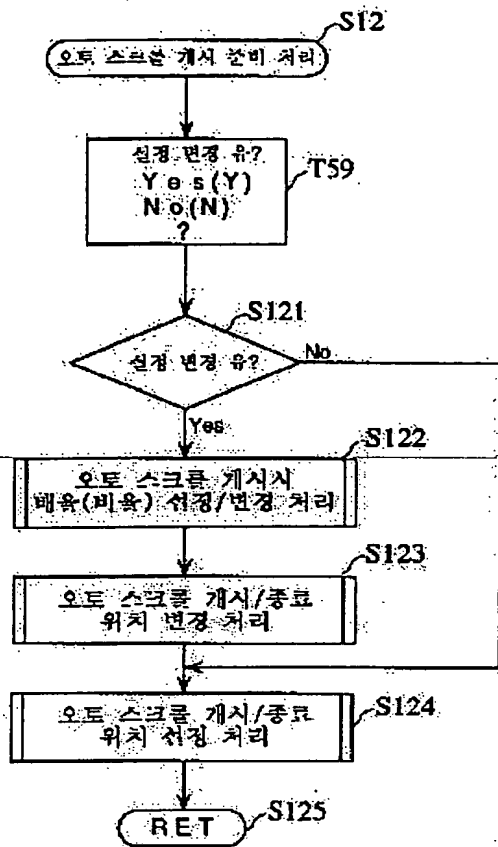 S12
오토 스크롤 개시 준비 처리
설정 변경 유?
Yes(Y)
No(N)
?
T59
S121
설정 변경 유?
No
Yes
S122
오토 스크롤 개시시
배율(비율) 설정/변경 처리
S123
오토 스크롤 개시/종료
위치 변경 처리
오토 스크롤 개시/종료
위치 설정 처리
S124
RET
S125